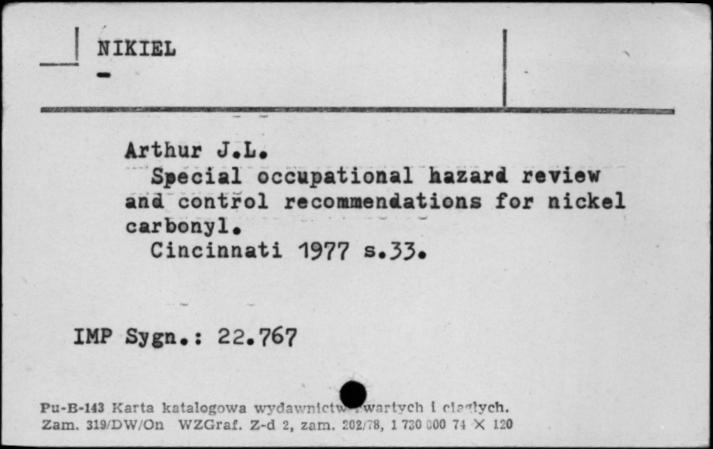 NIKIEL
Arthur J.L.
Special occupational hazard review
and control recommendations for nickel
carbonyl.
Cincinnati 1977 s.33.
IMP Sygn.: 22.767
Pu-B-143 Karta katalogowa wydawnictw zwartych i ciągłych.
Zam. 319/DW/On WZGraf. Z-d 2, zam. 202/78, 1 730 000 74 X 120